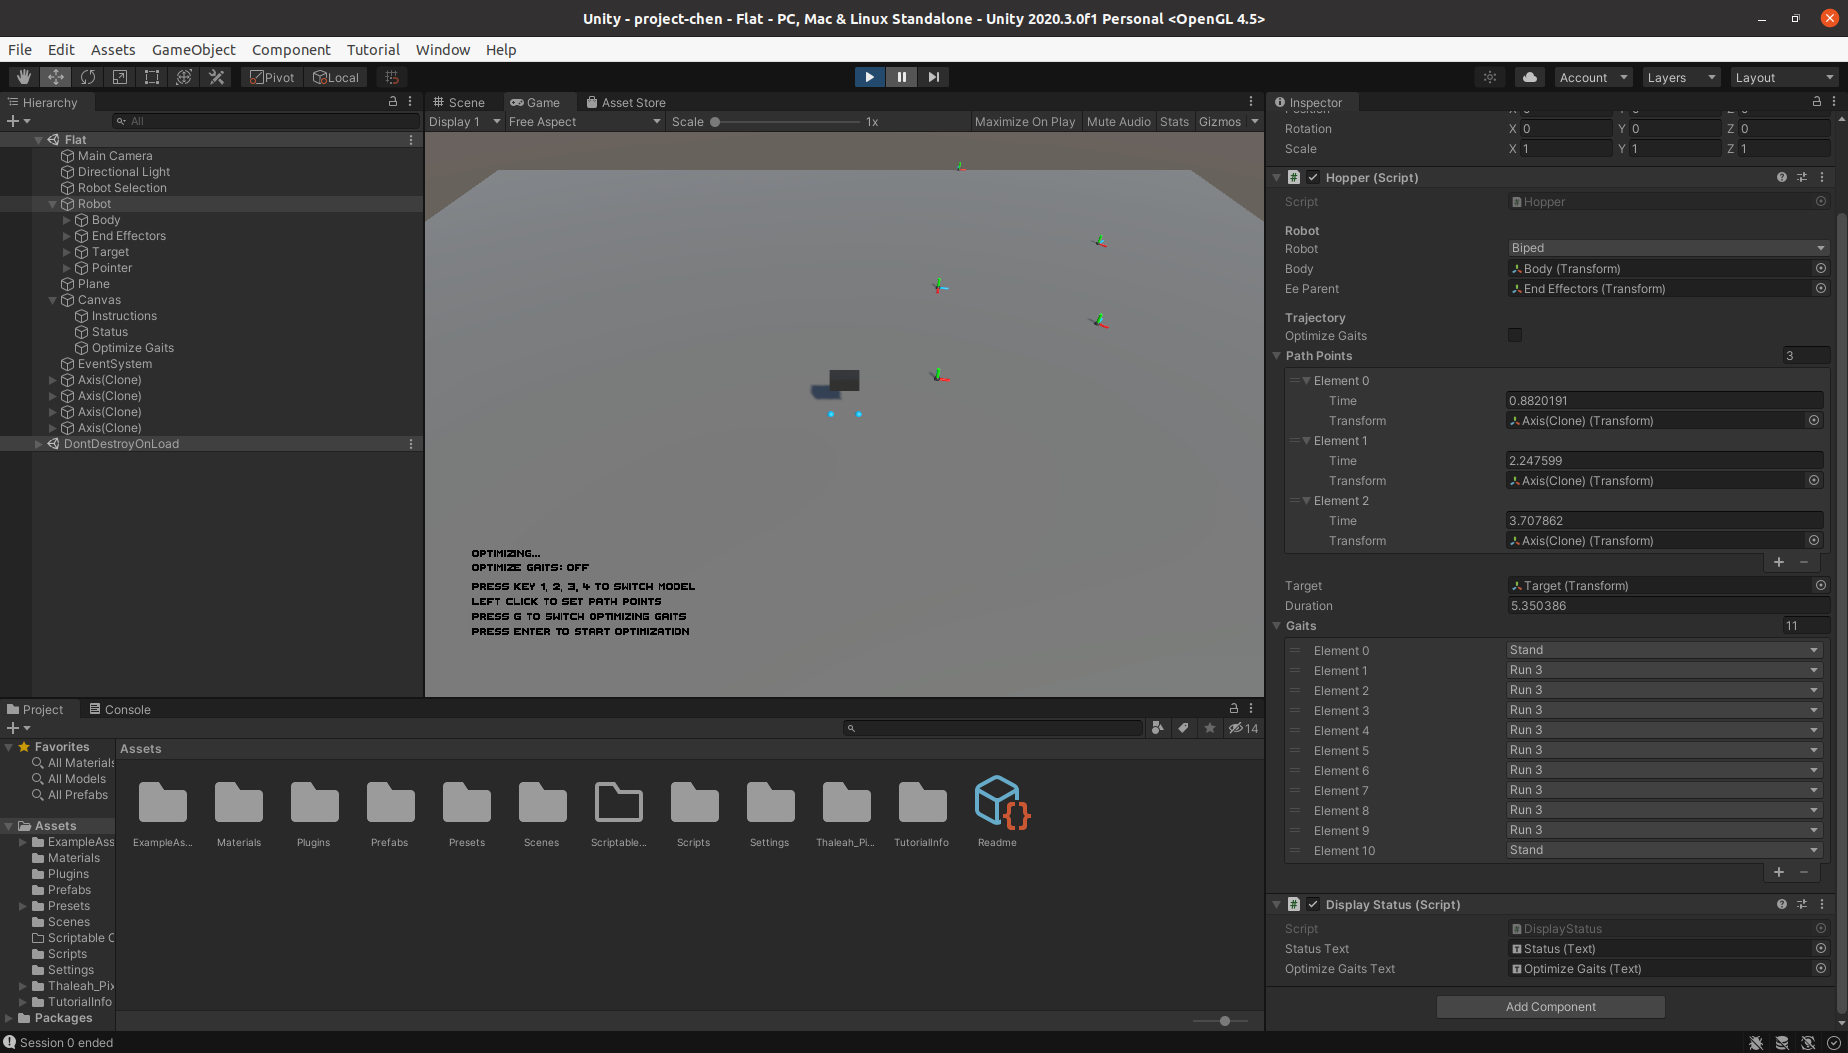 Unity - project-chen - Flat - PC, Mac & Linux Standalone - Unity 2020.3.0f1 Personal <OpenGL 4.5>
File Edit Assets GameObject Component Tutorial Window Help
Pivot Local Account Layers Layout
Hierarchy
All
Flat
Main Camera
Directional Light
Robot Selection
Robot
Body
End Effectors
Target
Pointer
Plane
Canvas
Instructions
Status
Optimize Gaits
EventSystem
Axis(Clone)
Axis(Clone)
Axis(Clone)
Axis(Clone)
DontDestroyOnLoad
Scene Game Asset Store
Display 1 Free Aspect Scale 1x Maximize On Play Mute Audio Stats Gizmos
OPTIMIZING...
OPTIMIZE GAITS: OFF
PRESS KEY 1, 2, 3, 4 TO SWITCH MODEL
LEFT CLICK TO SET PATH POINTS
PRESS G TO SWITCH OPTIMIZING GAITS
PRESS ENTER TO START OPTIMIZATION
Inspector
Rotation X 0 Y 0 Z 0
Scale X 1 Y 1 Z 1
Hopper (Script)
Script Hopper
Robot
Robot Biped
Body Body (Transform)
Ee Parent End Effectors (Transform)
Trajectory
Optimize Gaits
Path Points 3
Element 0
Time 0.8820191
Transform Axis(Clone) (Transform)
Element 1
Time 2.247599
Transform Axis(Clone) (Transform)
Element 2
Time 3.707862
Transform Axis(Clone) (Transform)
Target Target (Transform)
Duration 5.350386
Gaits 11
Element 0 Stand
Element 1 Run 3
Element 2 Run 3
Element 3 Run 3
Element 4 Run 3
Element 5 Run 3
Element 6 Run 3
Element 7 Run 3
Element 8 Run 3
Element 9 Run 3
Element 10 Stand
Display Status (Script)
Script DisplayStatus
Status Text Status (Text)
Optimize Gaits Text Optimize Gaits (Text)
Add Component
Project Console
14
Favorites
All Materials
All Models
All Prefabs
Assets
ExampleAss
Materials
Plugins
Prefabs
Presets
Scenes
Scriptable C
Scripts
Settings
Thaleah_Pix
TutorialInfo
Packages
Assets
ExampleAs... Materials Plugins Prefabs Presets Scenes Scriptable... Scripts Settings Thaleah_Pi... TutorialInfo Readme
Session 0 ended